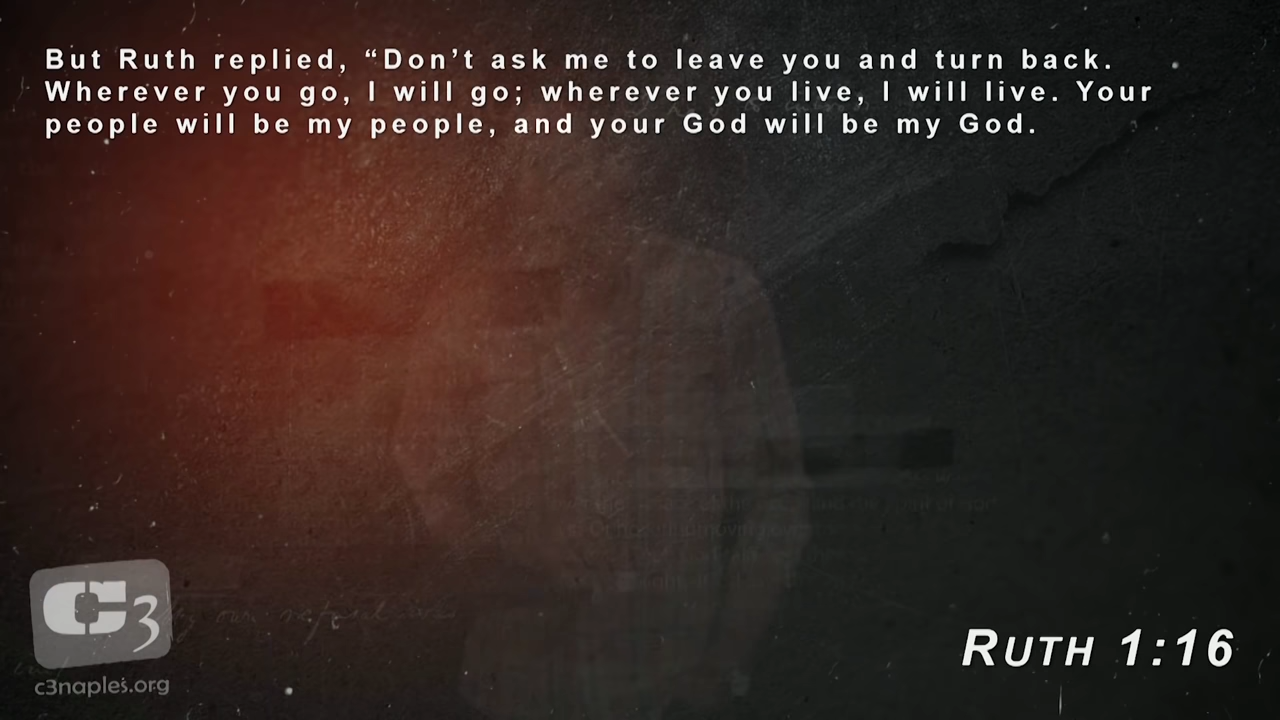 But Ruth replied, “Don’t ask me to leave you and turn back.
Wherever you go, I will go; wherever you live, I will live. Your
people will be my people, and your God will be my God.
C3
c3naples.org
Ruth 1:16